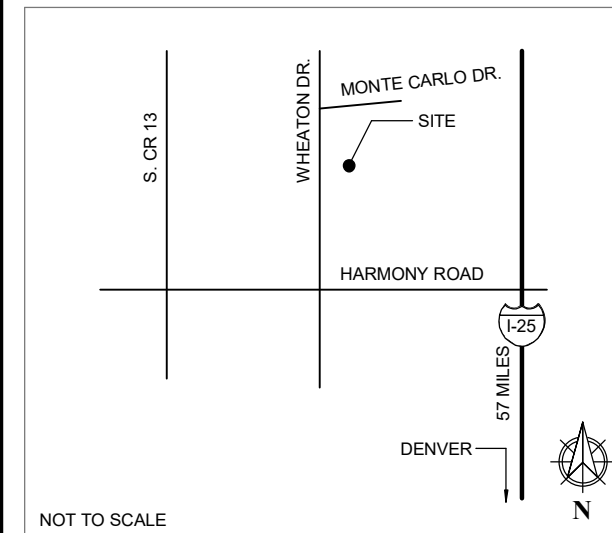 S. CR 13
WHEATON DR.
MONTE CARLO DR.
SITE
HARMONY ROAD
I-25
57 MILES
DENVER
N
NOT TO SCALE